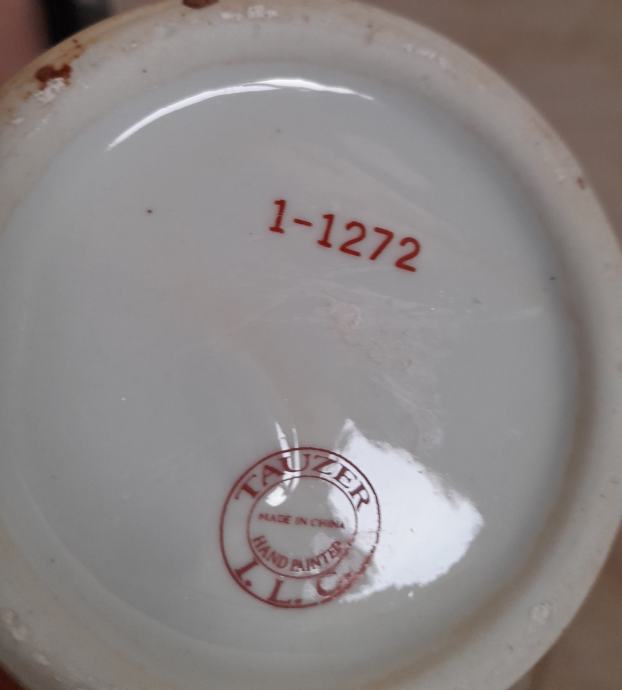 1-1272
TAUZER
MADE IN CHINA
HAND PAINTED
I. L. C.